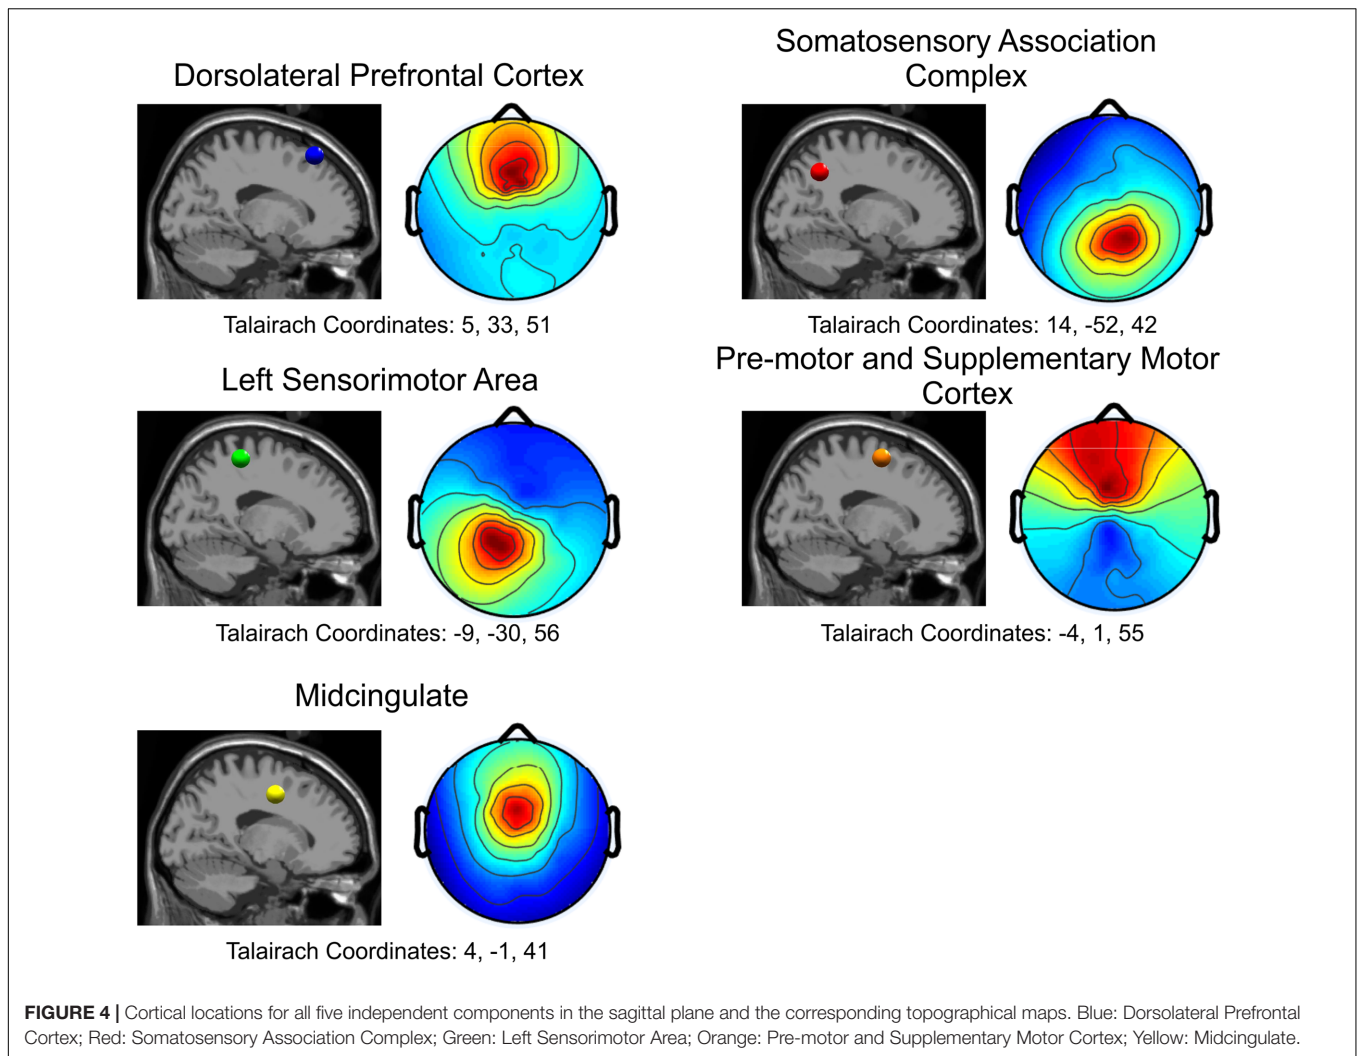 Dorsolateral Prefrontal Cortex
Talairach Coordinates: 5, 33, 51
Somatosensory Association
Complex
Talairach Coordinates: 14, -52, 42
Left Sensorimotor Area
Talairach Coordinates: -9, -30, 56
Pre-motor and Supplementary Motor
Cortex
Talairach Coordinates: -4, 1, 55
Midcingulate
Talairach Coordinates: 4, -1, 41
FIGURE 4 | Cortical locations for all five independent components in the sagittal plane and the corresponding topographical maps. Blue: Dorsolateral Prefrontal
Cortex; Red: Somatosensory Association Complex; Green: Left Sensorimotor Area; Orange: Pre-motor and Supplementary Motor Cortex; Yellow: Midcingulate.